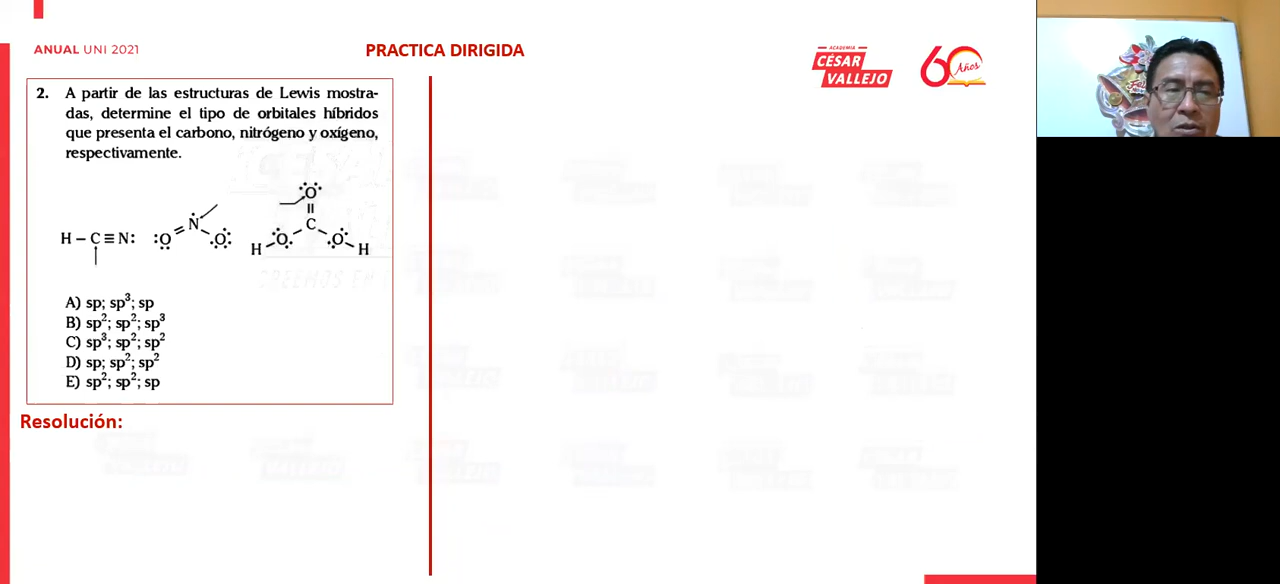 ANUAL UNI 2021
PRACTICA DIRIGIDA
ACADEMIA
CÉSAR
VALLEJO
60 Años
2. A partir de las estructuras de Lewis mostra-
das, determine el tipo de orbitales híbridos
que presenta el carbono, nitrógeno y oxígeno,
respectivamente.
H – C ≡ N: :O = N O: O
C
H O O H
A) sp; sp³; sp
B) sp²; sp²; sp³
C) sp³; sp²; sp²
D) sp; sp²; sp²
E) sp²; sp²; sp
Resolución: